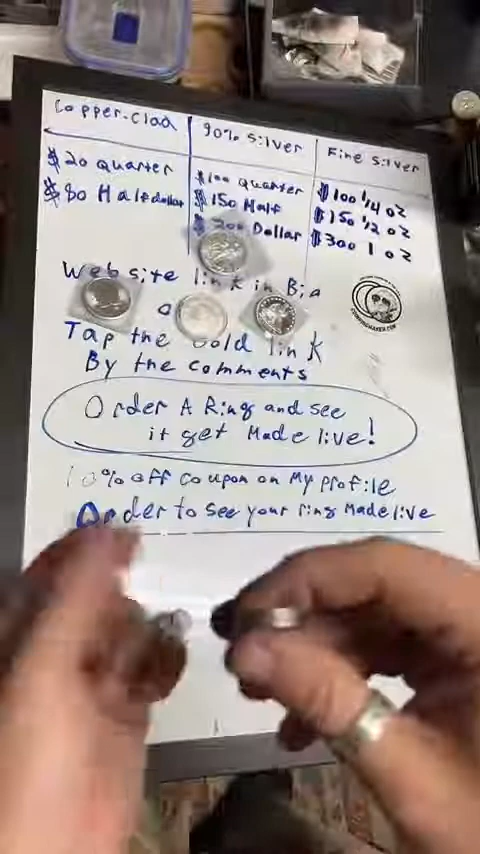 Copper-Clad 90% Silver Fine Silver
$20 Quarter $100 Quarter $100 1/4 oz
$80 Half dollar $150 Half $150 1/2 oz
$200 Dollar $300 1 oz
Website link in Bio
Tap the Bold link
By the comments
Order A Ring and see
it get Made live!
10% off coupon on My Profile
Order to see your ring Made live